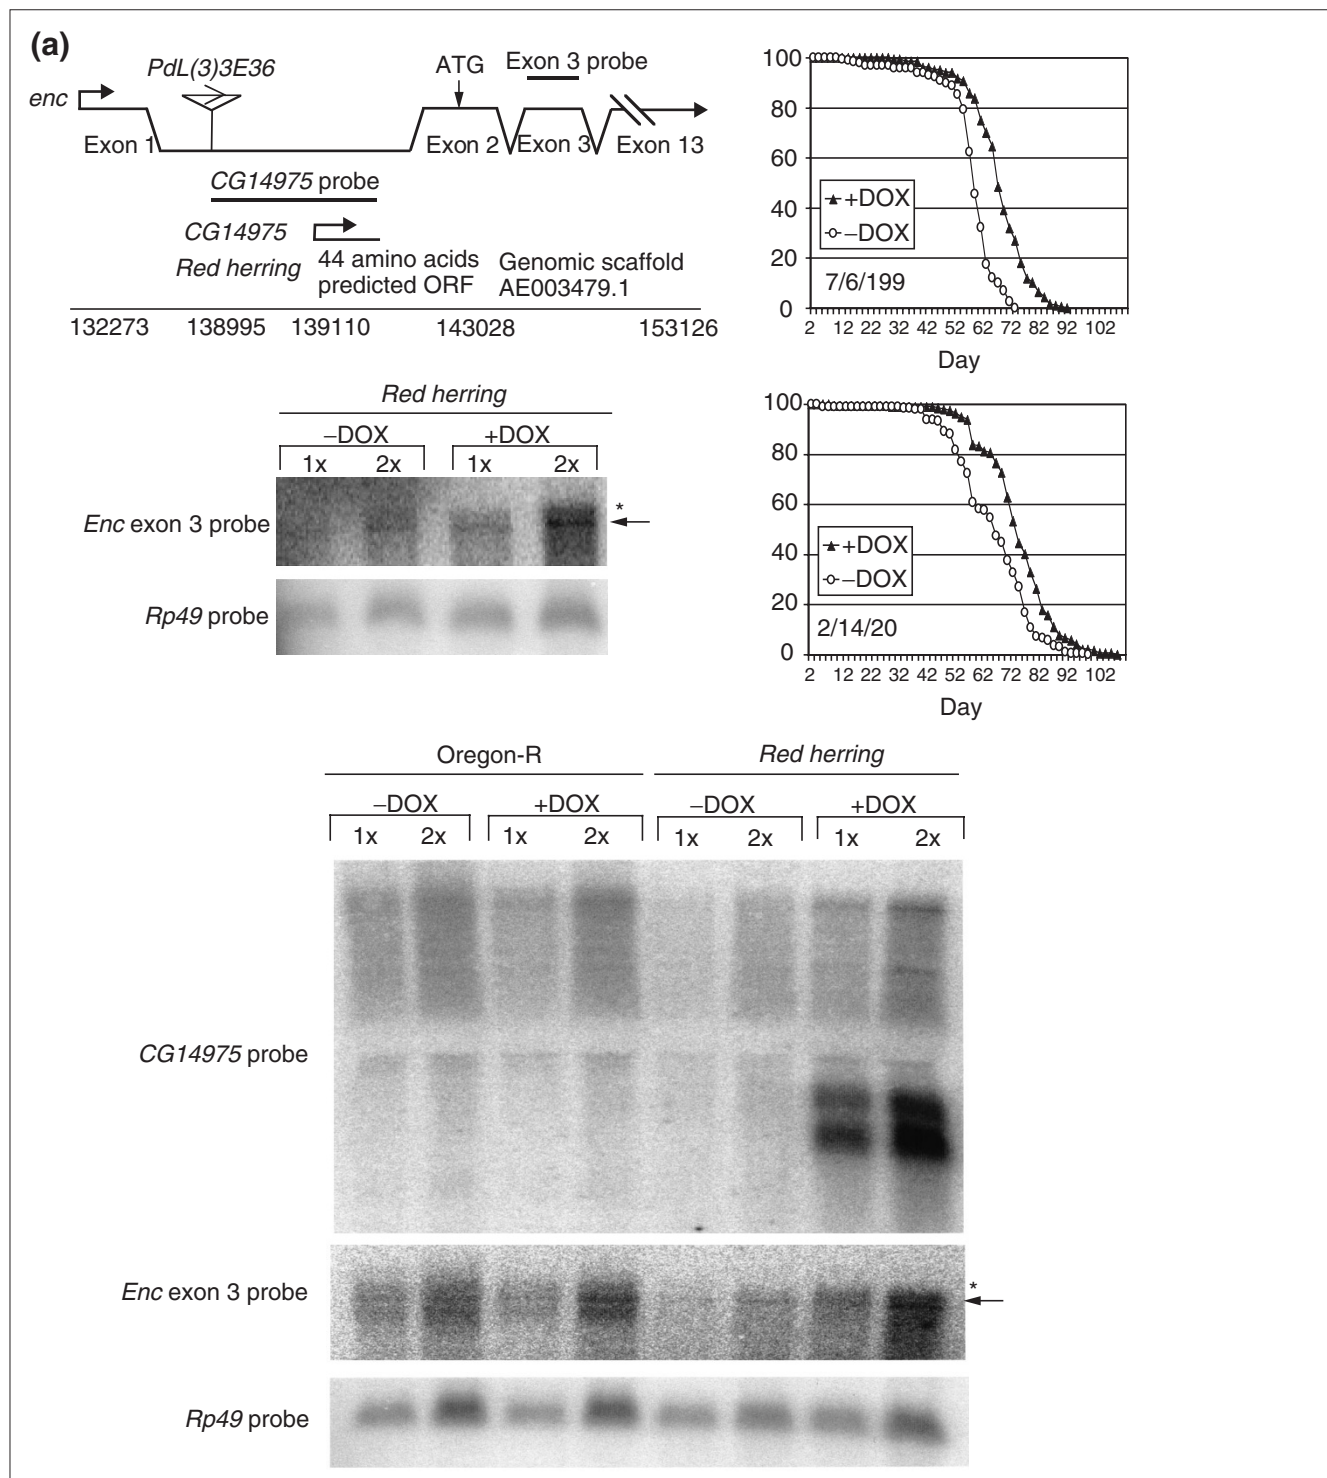 (a)
PdL(3)3E36
ATG
Exon 3 probe
enc
Exon 1
Exon 2
Exon 3
Exon 13
CG14975 probe
CG14975
Red herring
44 amino acids
predicted ORF
Genomic scaffold
AE003479.1
132273 138995 139110 143028 153126
100
80
60
40
20
0
+DOX
–DOX
7/6/199
2 12 22 32 42 52 62 72 82 92 102
Day
Red herring
–DOX +DOX
1x 2x 1x 2x
Enc exon 3 probe
*
Rp49 probe
100
80
60
40
20
0
+DOX
–DOX
2/14/20
2 12 22 32 42 52 62 72 82 92 102
Day
Oregon-R Red herring
–DOX +DOX –DOX +DOX
1x 2x 1x 2x 1x 2x 1x 2x
CG14975 probe
Enc exon 3 probe
*
Rp49 probe